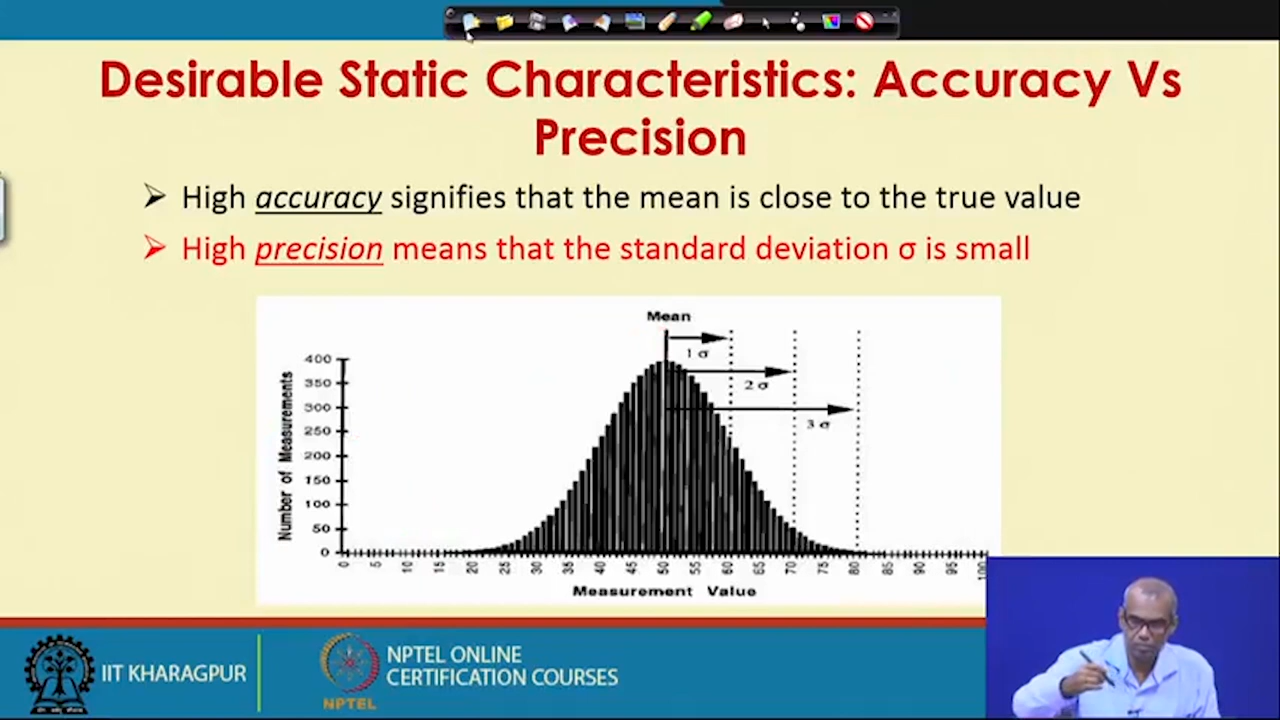 Desirable Static Characteristics: Accuracy Vs
Precision
➢ High accuracy signifies that the mean is close to the true value
➢ High precision means that the standard deviation σ is small
Mean
1 σ
2 σ
3 σ
Number of Measurements
400
350
300
250
200
150
100
50
0
0 5 10 15 20 25 30 35 40 45 50 55 60 65 70 75 80 85 90 95 100
Measurement Value
IIT KHARAGPUR
NPTEL
NPTEL ONLINE
CERTIFICATION COURSES